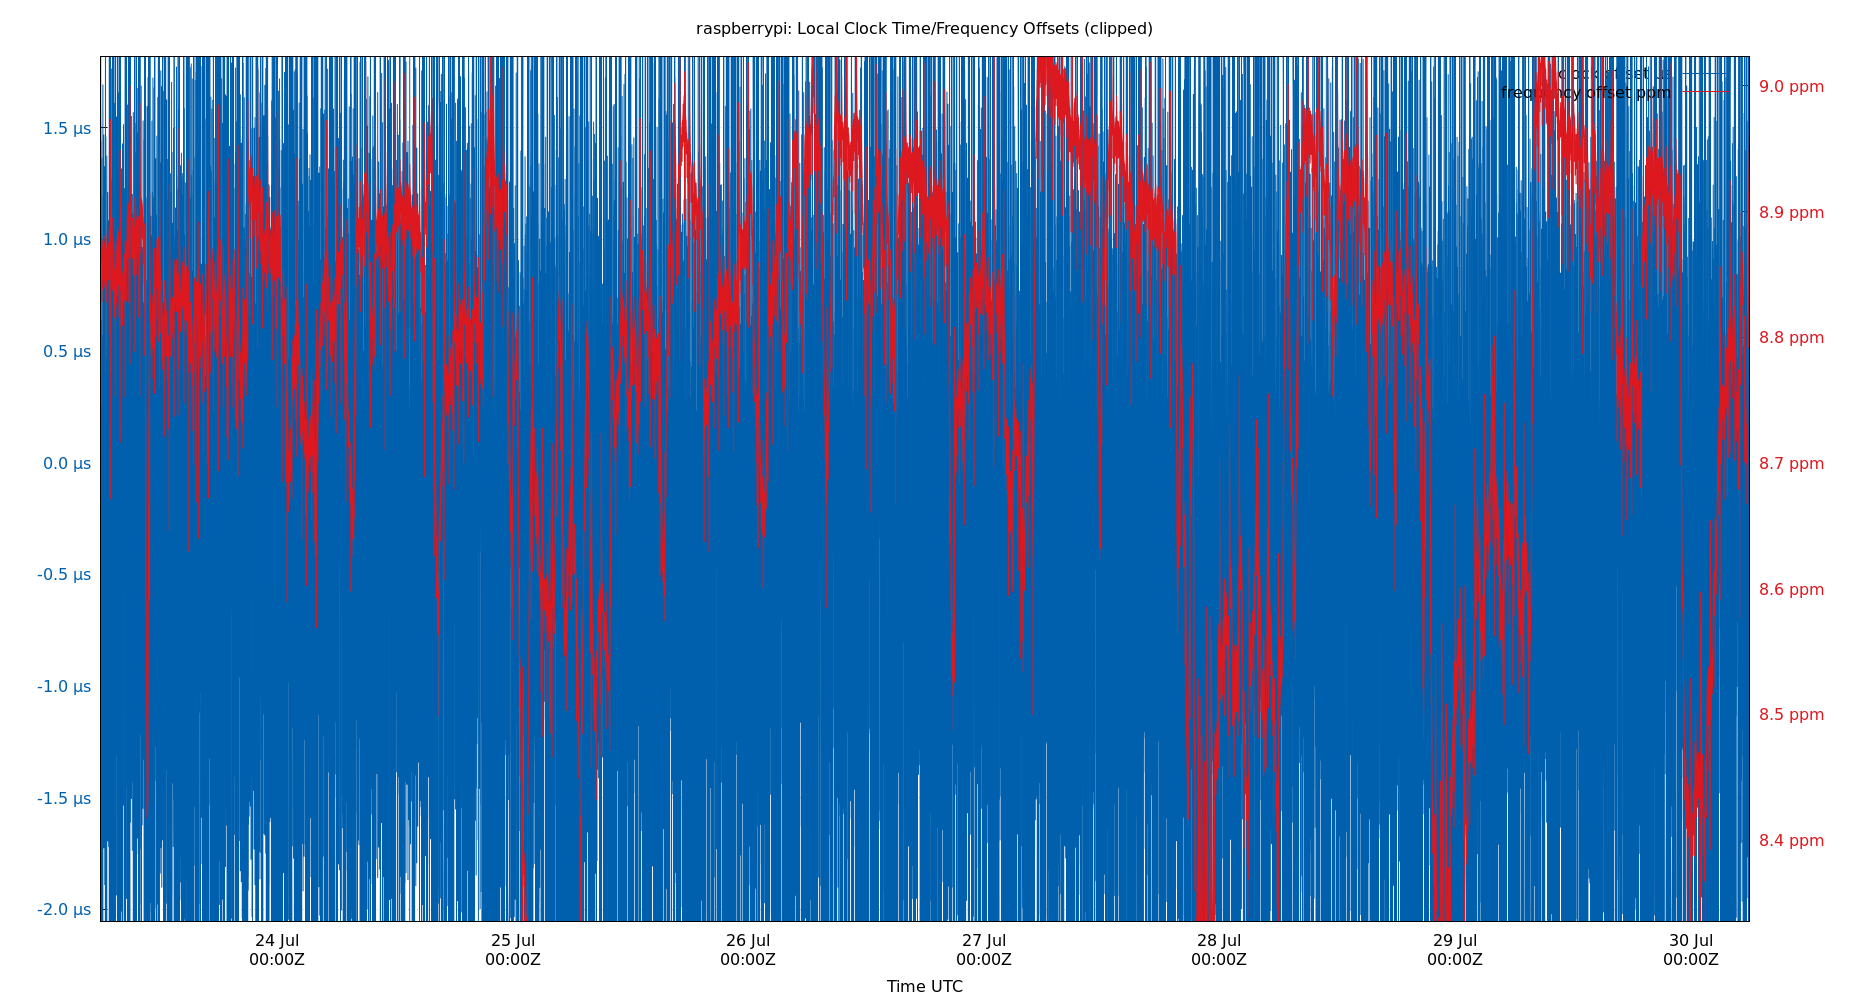 raspberrypi: Local Clock Time/Frequency Offsets (clipped)
clock offset µs
frequency offset ppm
1.5 µs
1.0 µs
0.5 µs
0.0 µs
-0.5 µs
-1.0 µs
-1.5 µs
-2.0 µs
9.0 ppm
8.9 ppm
8.8 ppm
8.7 ppm
8.6 ppm
8.5 ppm
8.4 ppm
24 Jul
00:00Z
25 Jul
00:00Z
26 Jul
00:00Z
27 Jul
00:00Z
28 Jul
00:00Z
29 Jul
00:00Z
30 Jul
00:00Z
Time UTC